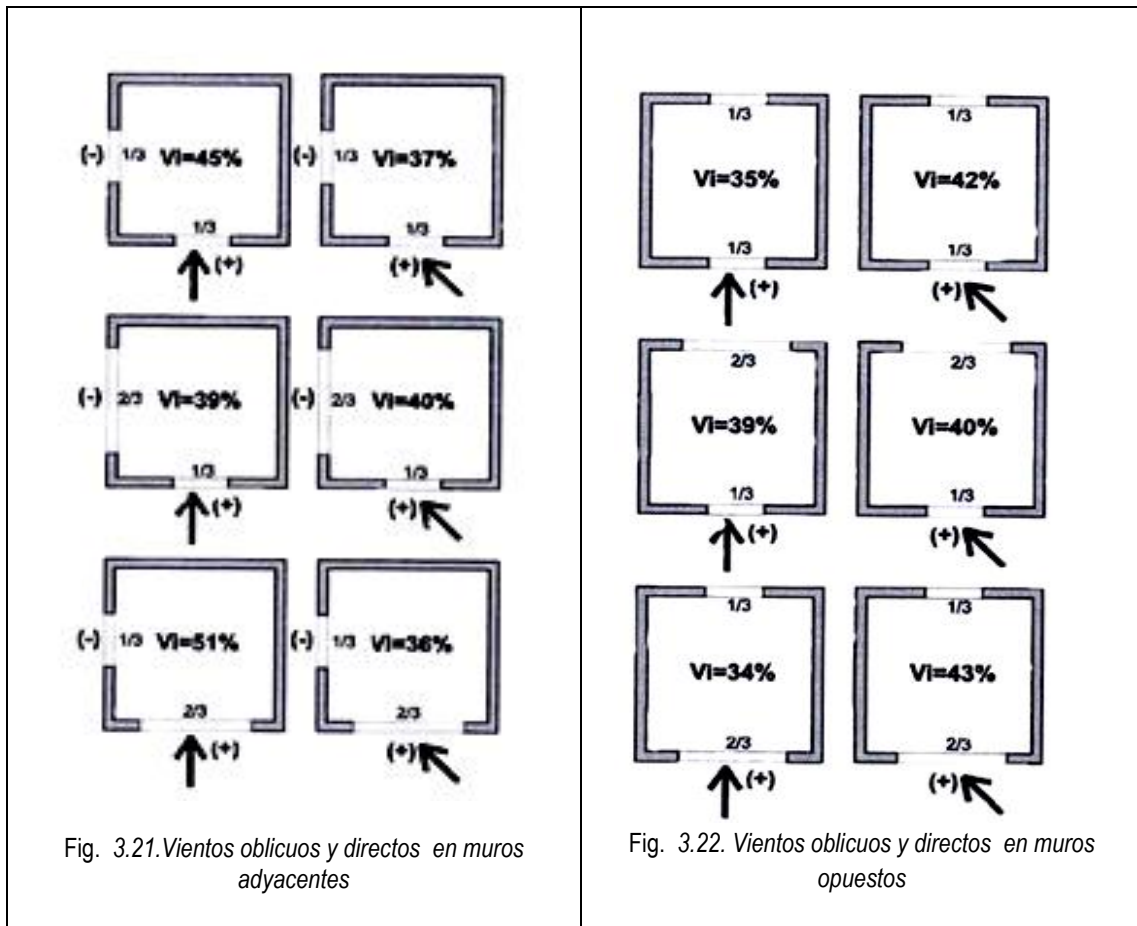 (-) 1/3 Vi=45%
1/3
(+)
(-) 1/3 Vi=37%
1/3
(+)
(-) 2/3 Vi=39%
1/3
(+)
(-) 2/3 Vi=40%
1/3
(+)
(-) 1/3 Vi=51%
2/3
(+)
(-) 1/3 Vi=36%
2/3
(+)
Fig. 3.21.Vientos oblicuos y directos en muros
adyacentes
1/3
Vi=35%
1/3
(+)
1/3
Vi=42%
1/3
(+)
2/3
Vi=39%
1/3
(+)
2/3
Vi=40%
1/3
(+)
1/3
Vi=34%
2/3
(+)
1/3
Vi=43%
2/3
(+)
Fig. 3.22. Vientos oblicuos y directos en muros
opuestos